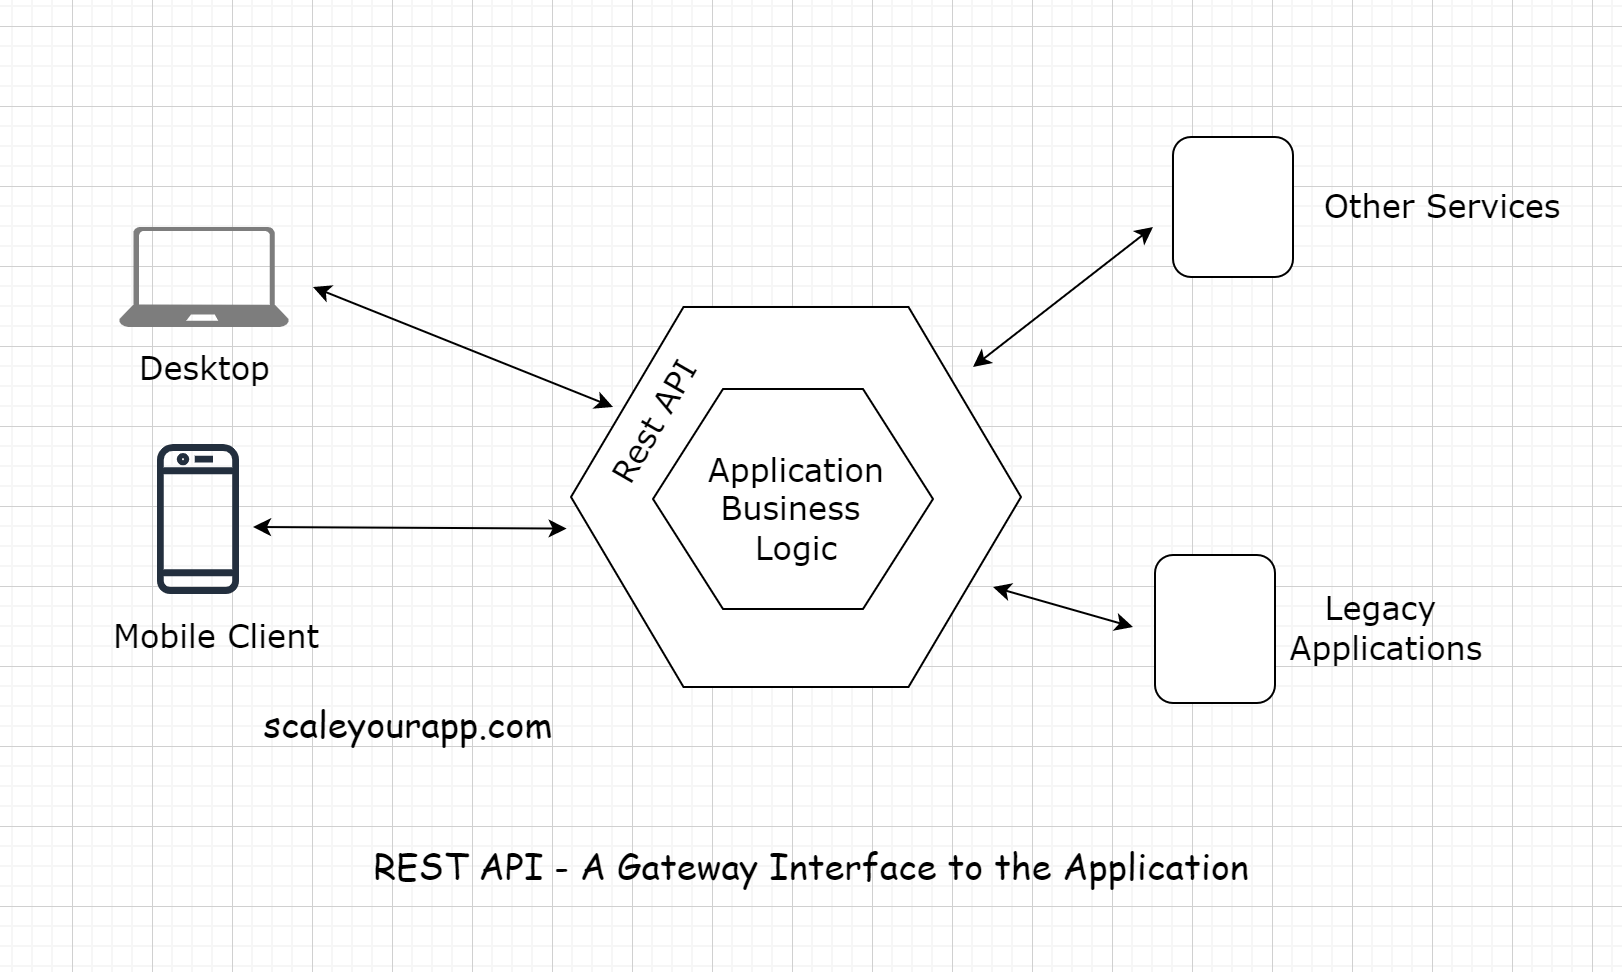 Other Services
Desktop
Rest API
Application
Business
Logic
Mobile Client
Legacy
Applications
scaleyourapp.com
REST API - A Gateway Interface to the Application